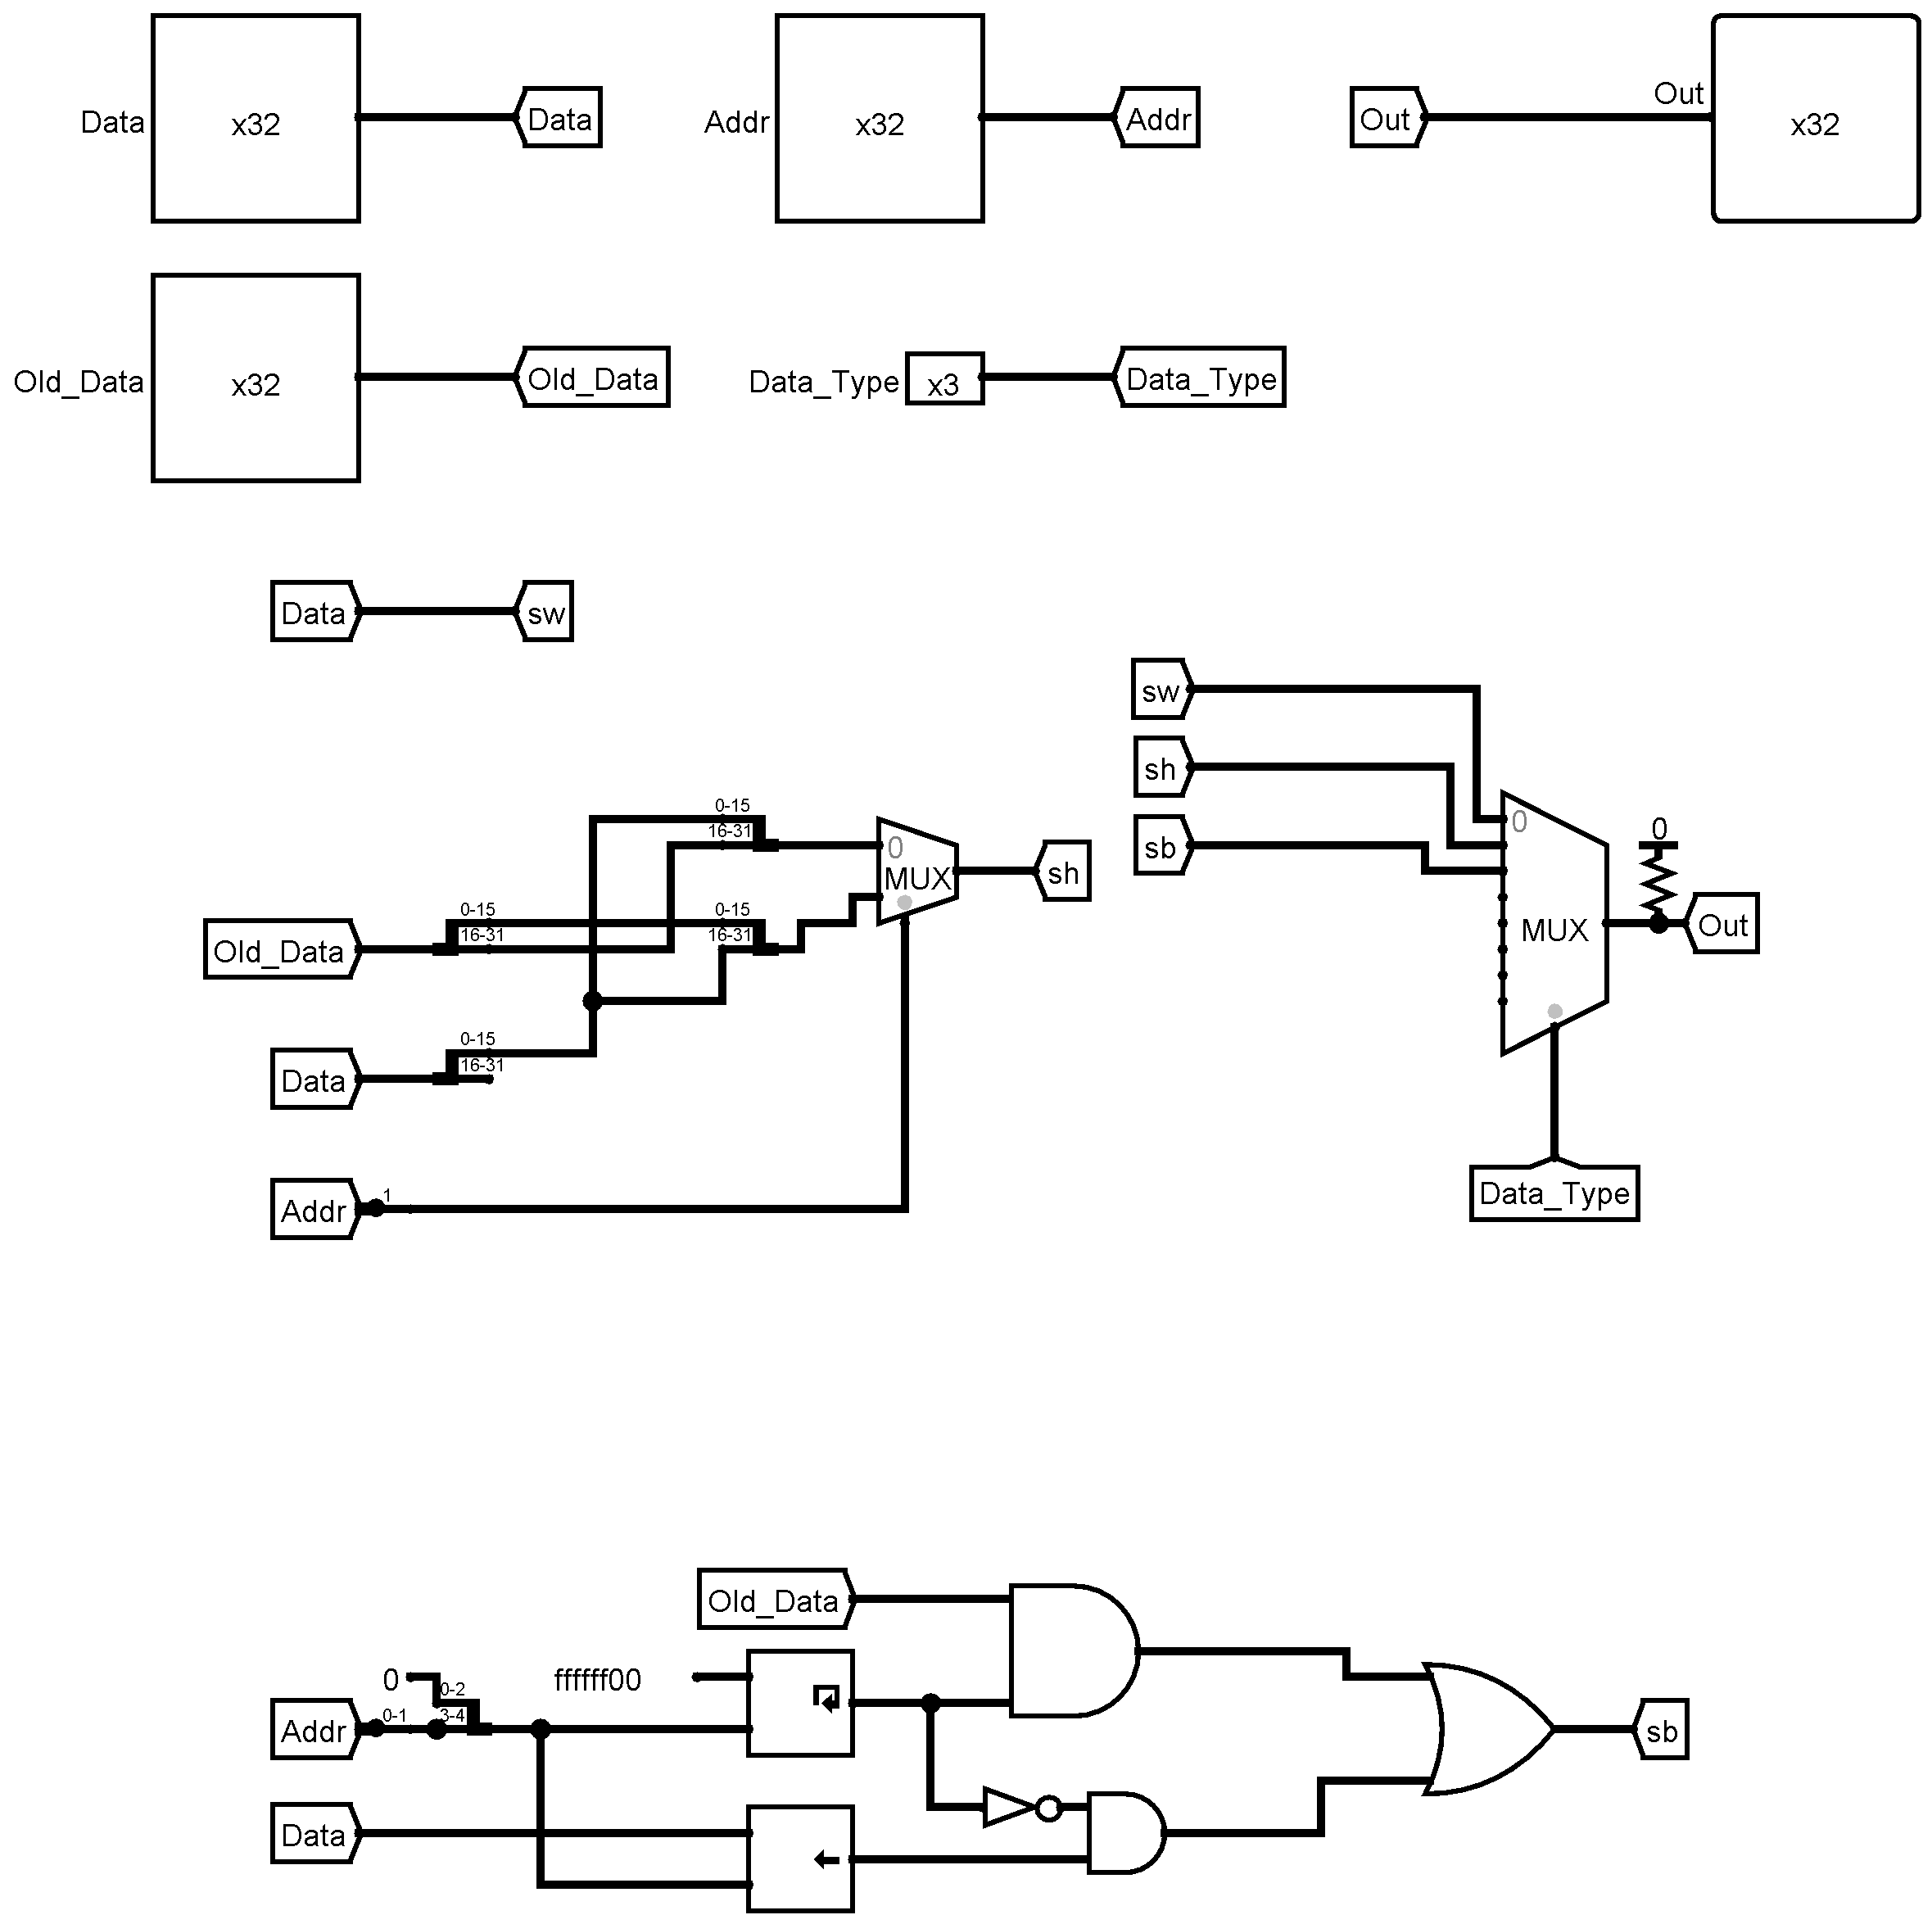 Data x32 Data
Addr x32 Addr
Out Out x32
Old_Data x32 Old_Data
Data_Type x3 Data_Type
Data sw
sw
sh
sb
0
MUX
0
Out
Data_Type
0-15
16-31
0
MUX
sh
Old_Data
0-15
16-31
0-15
16-31
Data
0-15
16-31
Addr
1
Old_Data
0
0-2
ffffff00
Addr
0-1
3-4
sb
Data